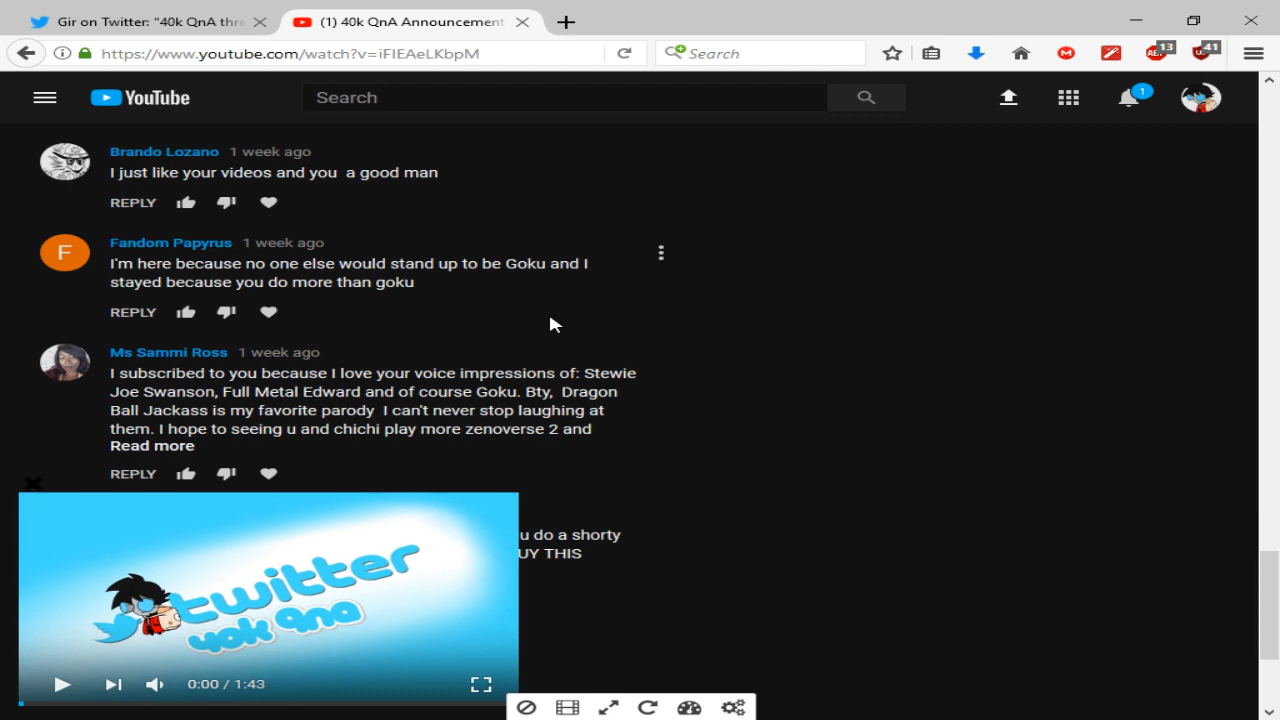 Gir on Twitter: "40k QnA thre
(1) 40k QnA Announcement
https://www.youtube.com/watch?v=iFIEAeLKbpM
Search
13
41
YouTube
Search
1
Brando Lozano 1 week ago
I just like your videos and you a good man
REPLY
F
Fandom Papyrus 1 week ago
I'm here because no one else would stand up to be Goku and I
stayed because you do more than goku
REPLY
Ms Sammi Ross 1 week ago
I subscribed to you because I love your voice impressions of: Stewie
Joe Swanson, Full Metal Edward and of course Goku. Bty, Dragon
Ball Jackass is my favorite parody I can't never stop laughing at
them. I hope to seeing u and chichi play more zenoverse 2 and
Read more
REPLY
u do a shorty
UY THIS
twitter
40k qna
0:00 / 1:43